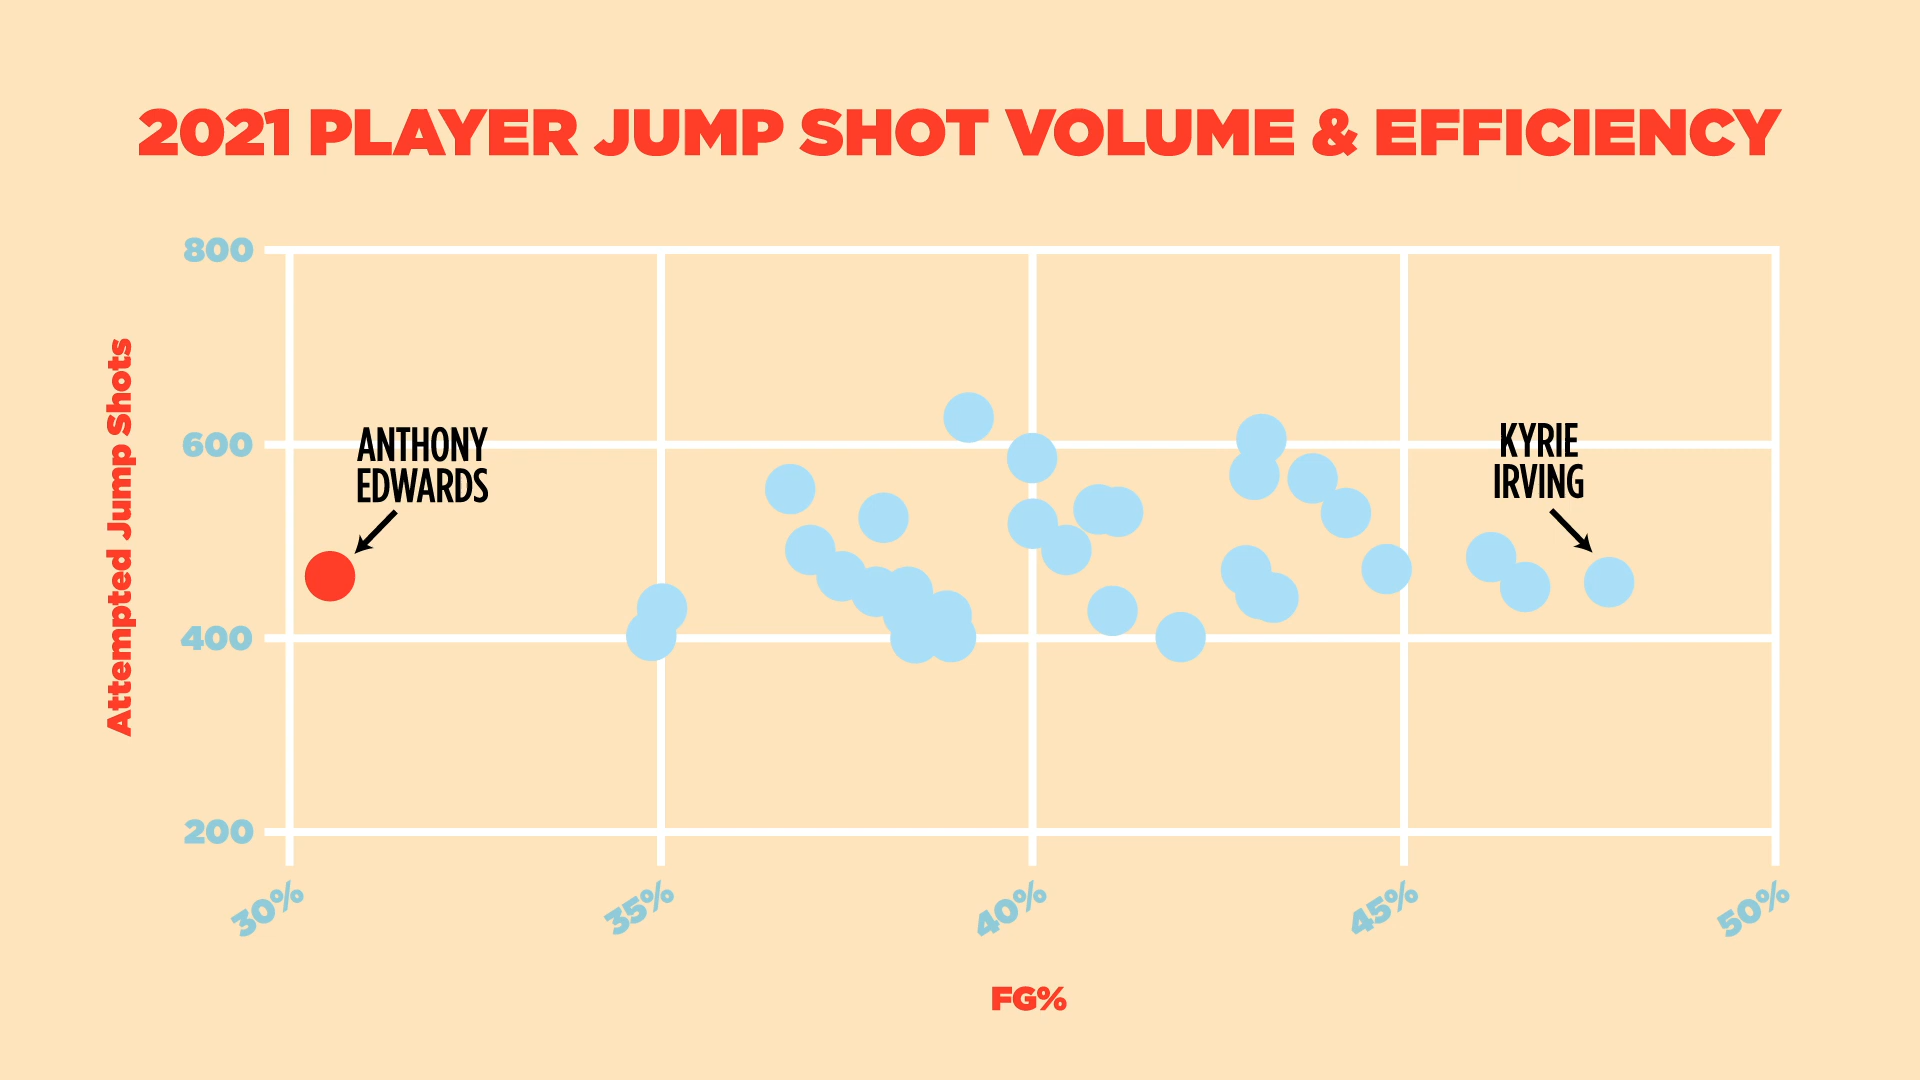 2021 PLAYER JUMP SHOT VOLUME & EFFICIENCY
800
600
400
200
Attempted Jump Shots
ANTHONY
EDWARDS
KYRIE
IRVING
30%
35%
40%
45%
50%
FG%